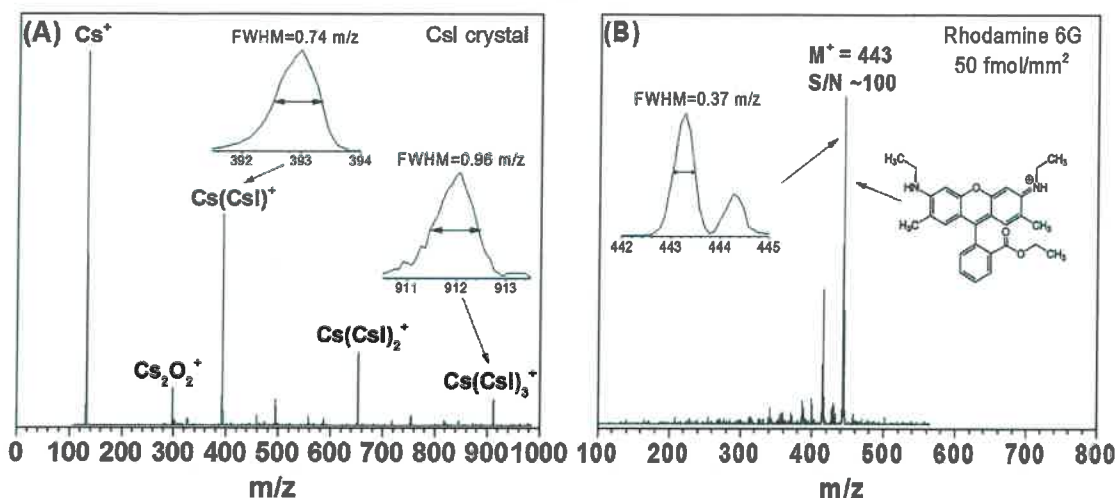 (A)
Cs⁺
FWHM=0.74 m/z
CsI crystal
392 393 394
Cs(CsI)⁺
FWHM=0.96 m/z
911 912 913
Cs₂O₂⁺
Cs(CsI)₂⁺
Cs(CsI)₃⁺
0 100 200 300 400 500 600 700 800 900 1000
m/z
(B)
Rhodamine 6G
50 fmol/mm²
M⁺ = 443
S/N ~100
FWHM=0.37 m/z
442 443 444 445
H₃C
CH₃
HN
⊕
NH
O
H₃C
CH₃
O
O
CH₃
100 200 300 400 500 600 700 800
m/z